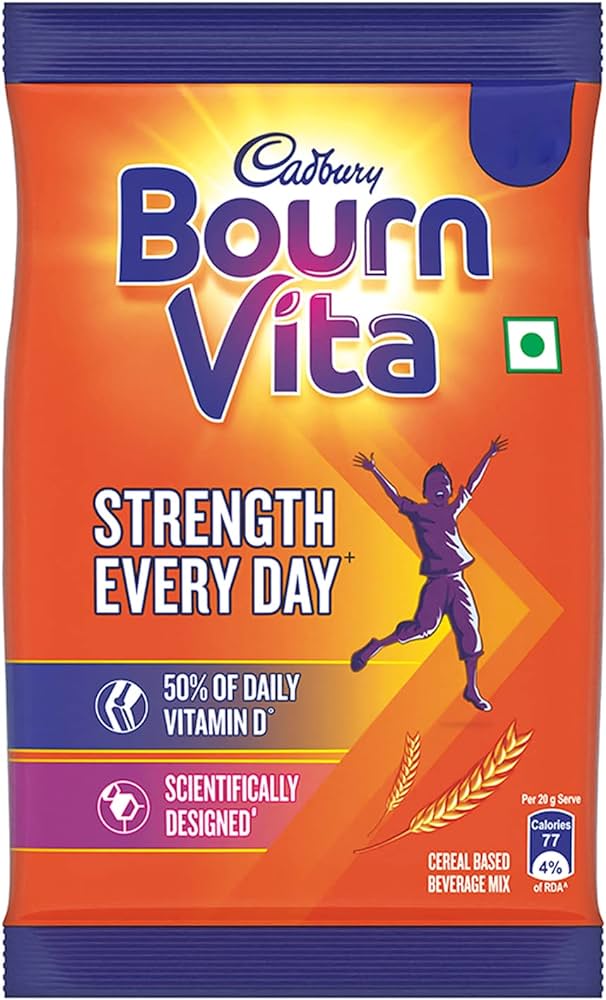 Cadbury
Bourn
Vita
STRENGTH
EVERY DAY+
50% OF DAILY
VITAMIN D°
SCIENTIFICALLY
DESIGNED#
Per 20 g Serve
Calories
77
4%
of RDA^
CEREAL BASED
BEVERAGE MIX